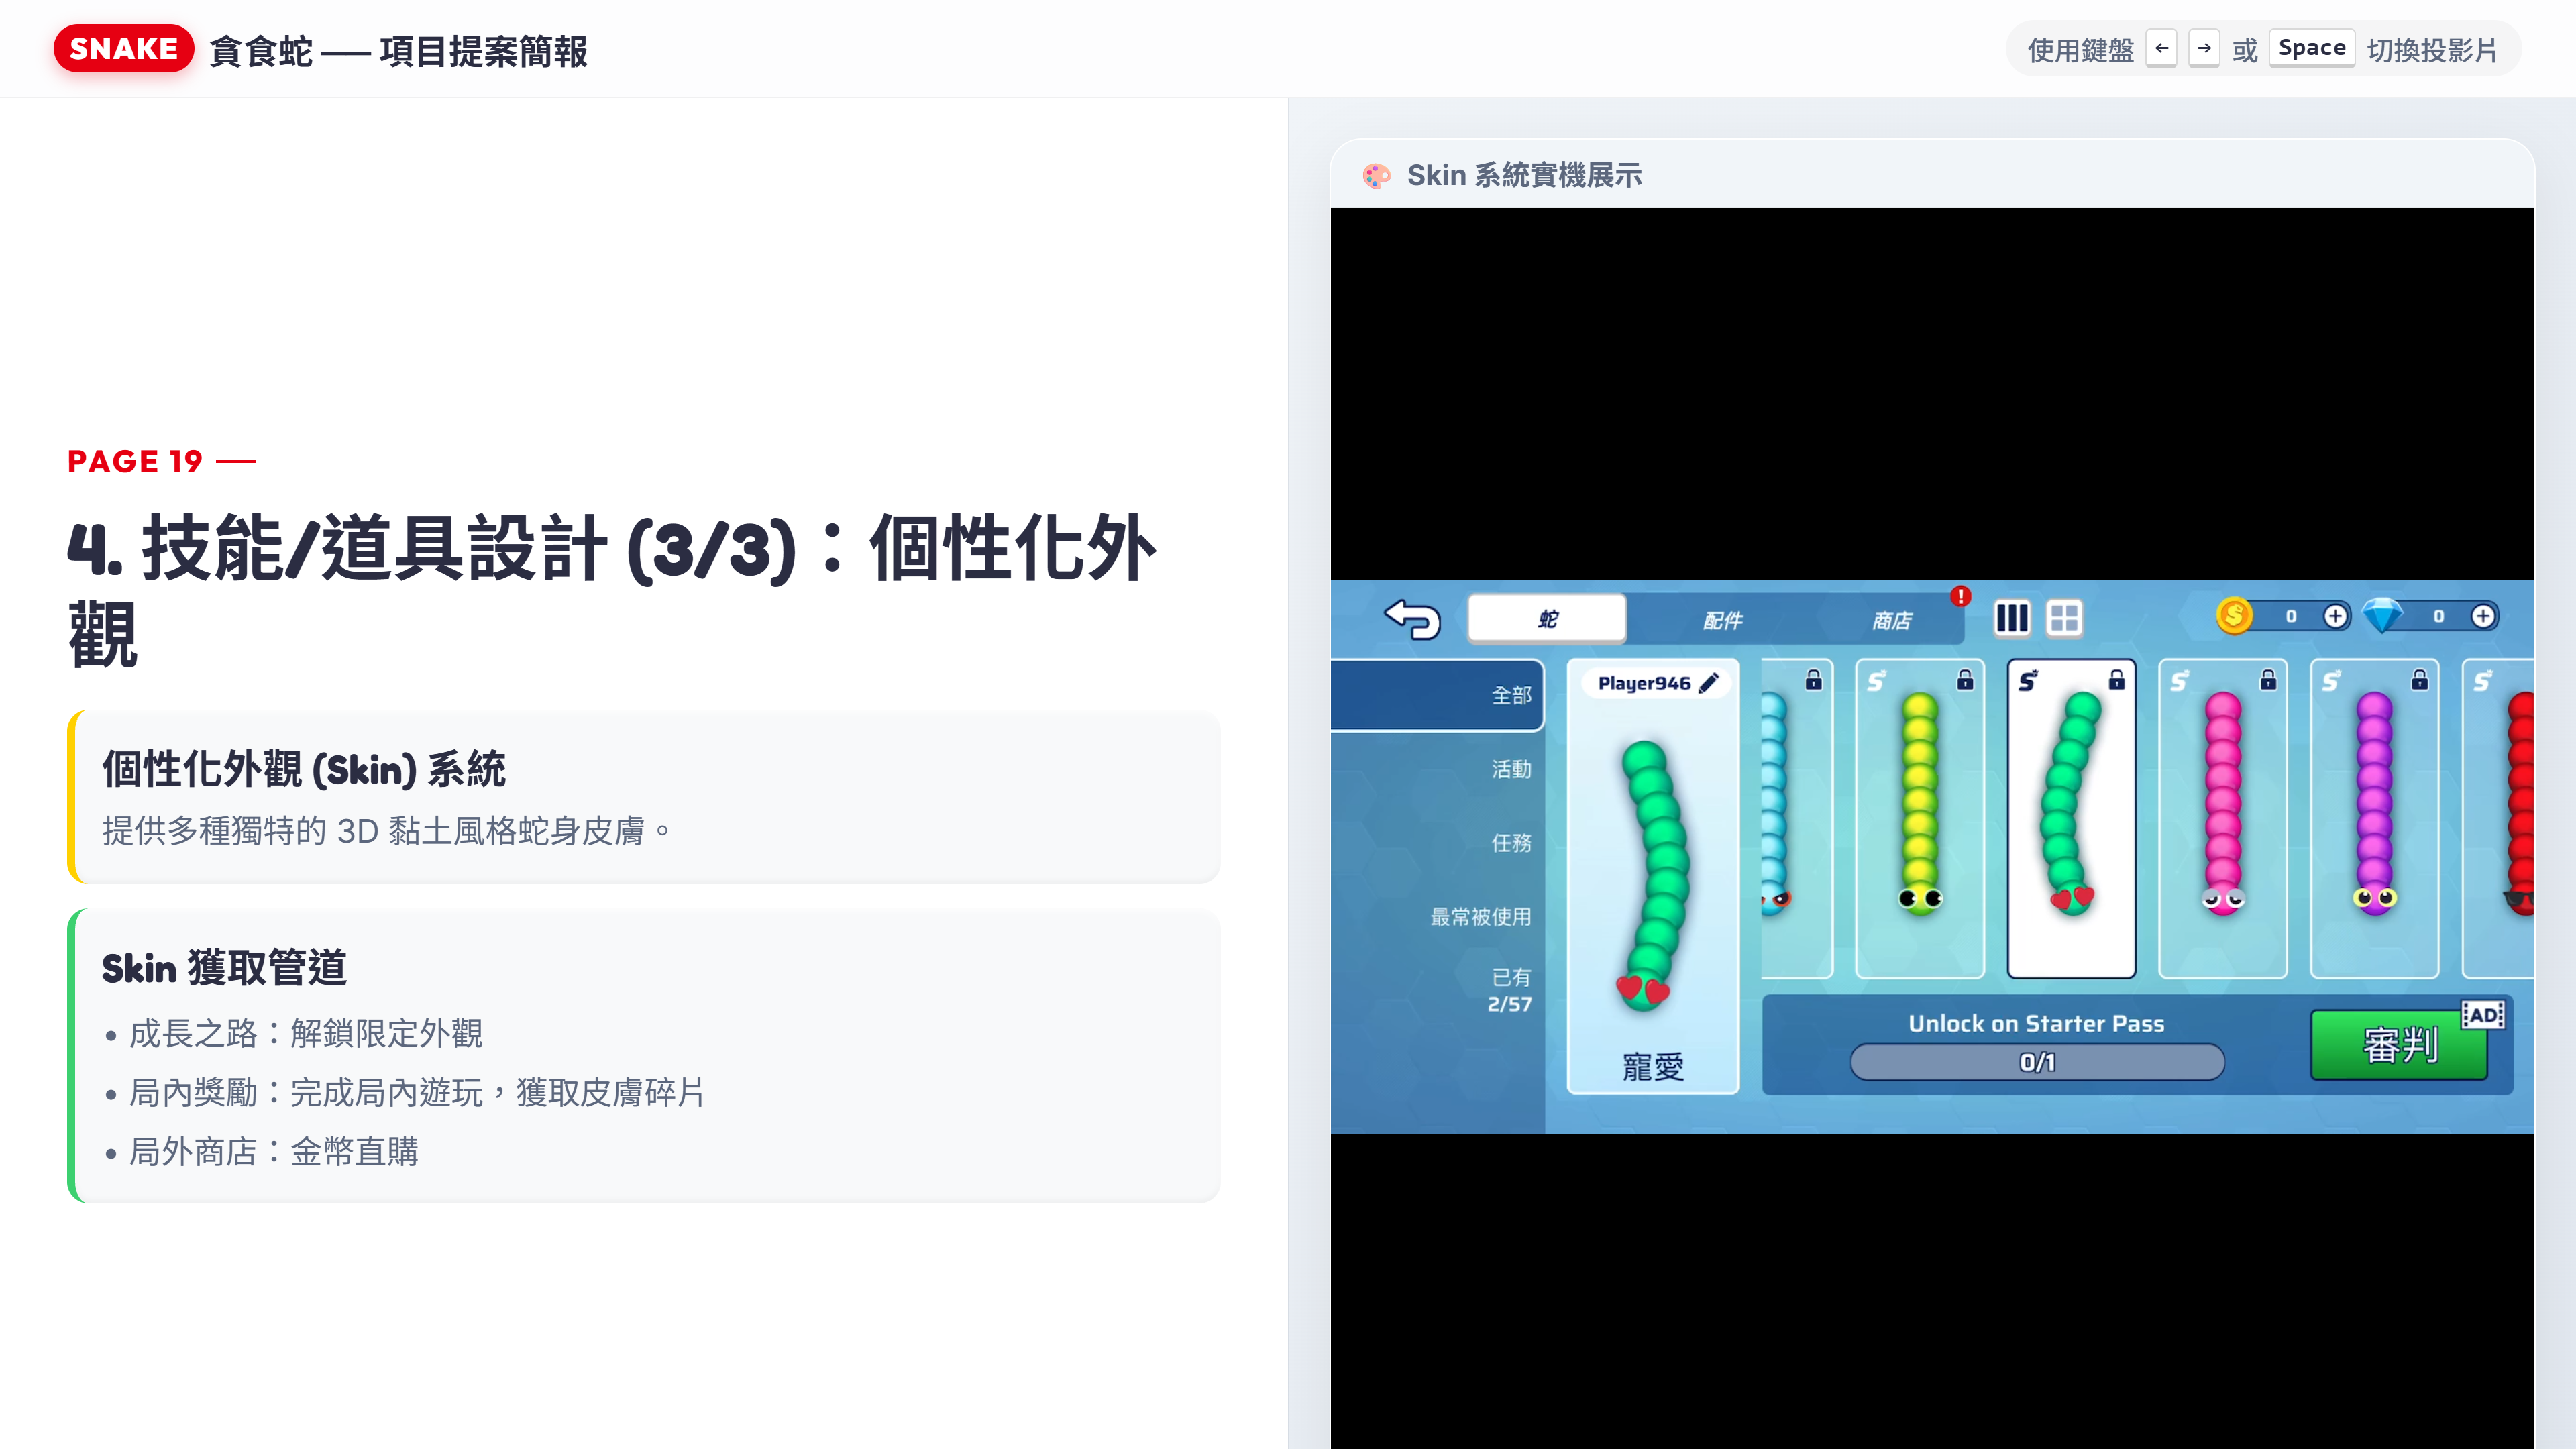 SNAKE 貪食蛇 —— 項目提案簡報
使用鍵盤 ← → 或 Space 切換投影片
PAGE 19
4. 技能/道具設計 (3/3)：個性化外
觀
個性化外觀 (Skin) 系統
提供多種獨特的 3D 黏土風格蛇身皮膚。
Skin 獲取管道
• 成長之路：解鎖限定外觀
• 局內獎勵：完成局內遊玩，獲取皮膚碎片
• 局外商店：金幣直購
Skin 系統實機展示
蛇 配件 商店 ! 0 + 0 +
全部
活動
任務
最常被使用
已有
2/57
Player946
寵愛
S S S S S
Unlock on Starter Pass
0/1
AD
審判